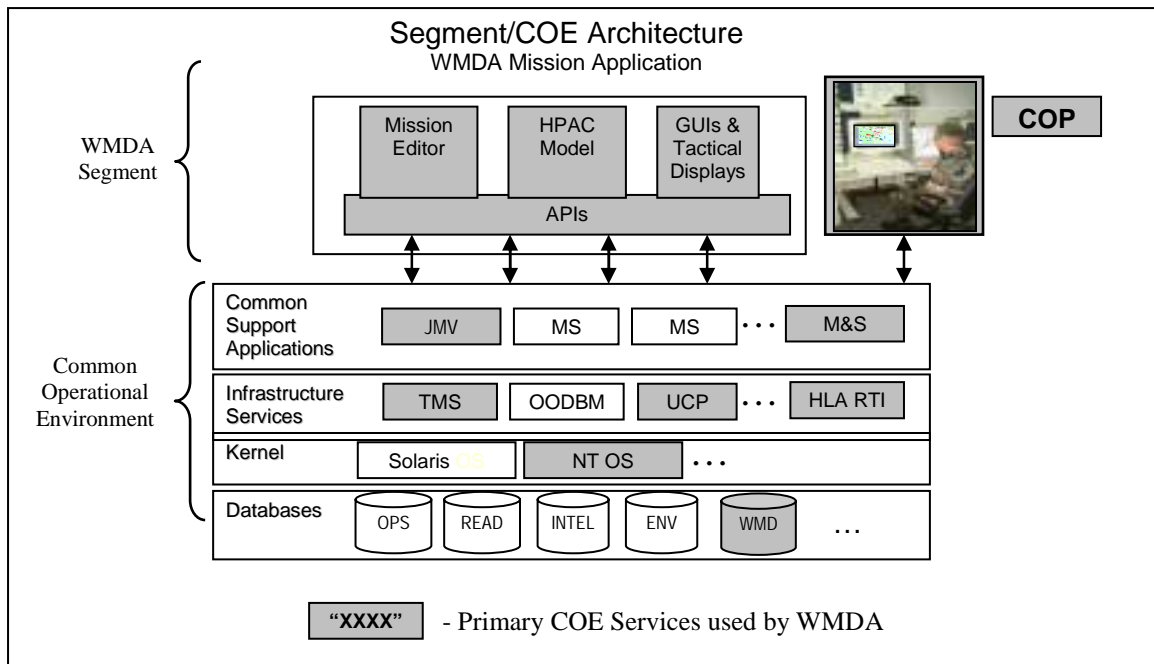 Segment/COE Architecture
WMDA Mission Application
WMDA
Segment
Mission
Editor
HPAC
Model
GUIs &
Tactical
Displays
APIs
COP
Common
Operational
Environment
Common
Support
Applications
JMV
MS
MS
...
M&S
Infrastructure
Services
TMS
OODBM
UCP
...
HLA RTI
Kernel
Solaris OS
NT OS
...
Databases
OPS
READ
INTEL
ENV
WMD
...
“XXXX” - Primary COE Services used by WMDA